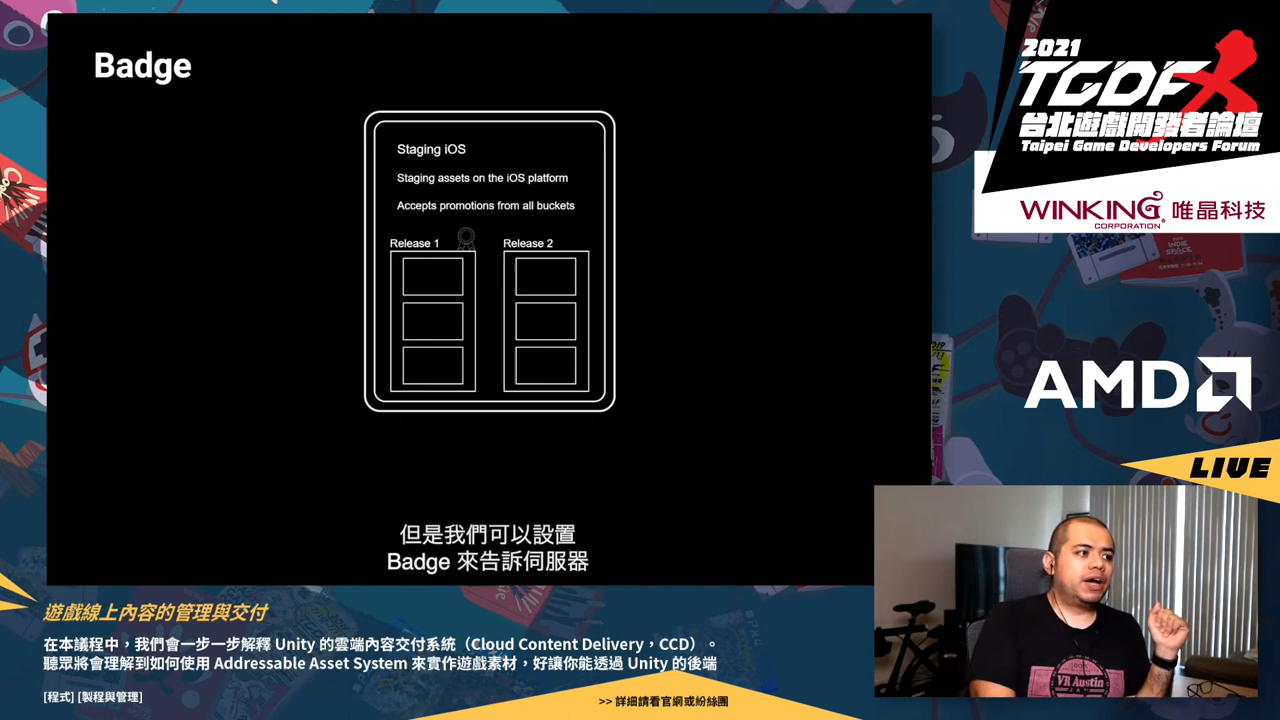 Badge
Staging iOS
Staging assets on the iOS platform
Accepts promotions from all buckets
Release 1
Release 2
但是我們可以設置
Badge 來告訴伺服器
2021
TGDF X
台北遊戲開發者論壇
Taipei Game Developers Forum
WINKING 唯晶科技
CORPORATION
AMD
LIVE
VR Austin
遊戲線上內容的管理與交付
在本議程中，我們會一步一步解釋 Unity 的雲端內容交付系統（Cloud Content Delivery，CCD）。
聽眾將會理解到如何使用 Addressable Asset System 來實作遊戲素材，好讓你能透過 Unity 的後端
[程式] [製程與管理]
>> 詳細請看官網或粉絲團